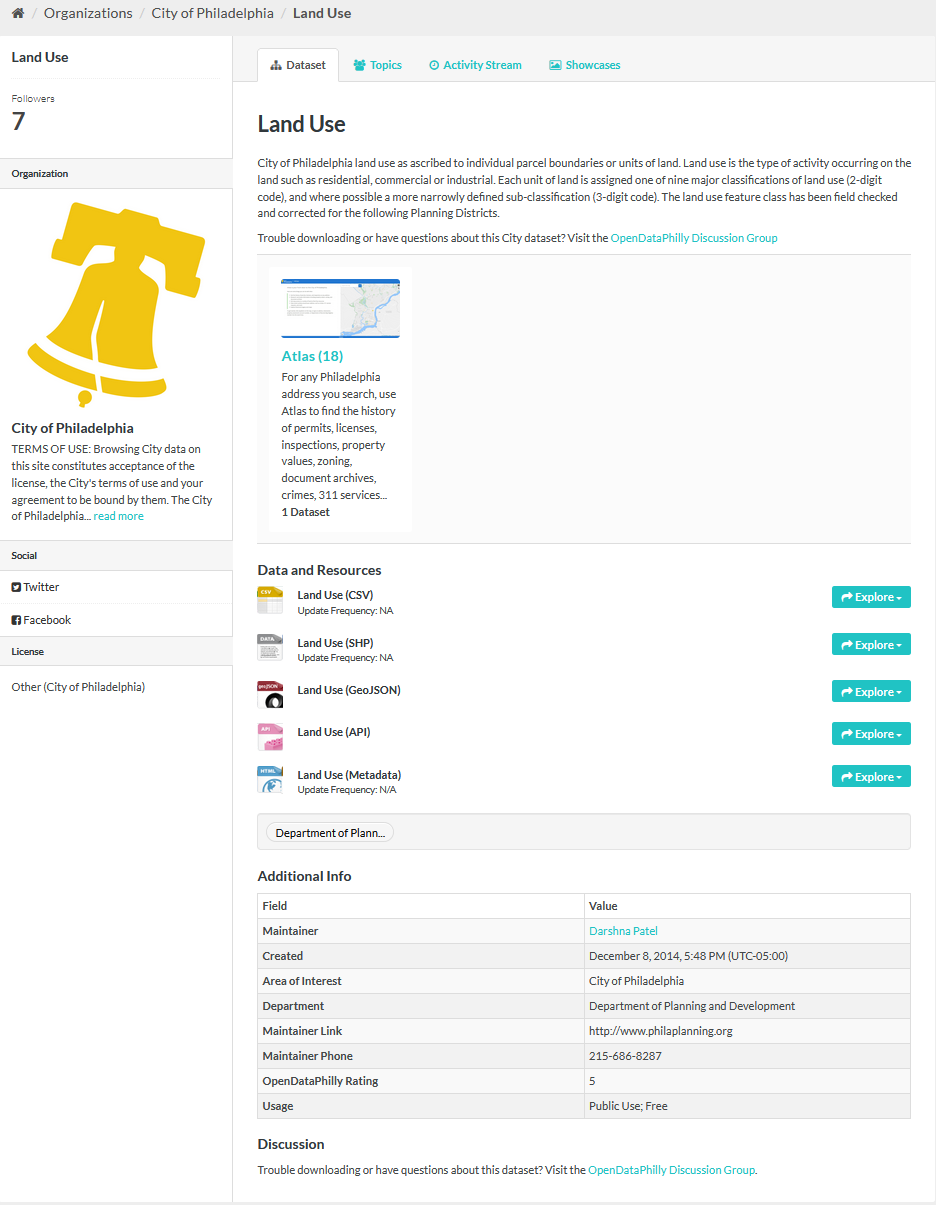 / Organizations / City of Philadelphia / Land Use
Land Use
Followers
7
Organization
City of Philadelphia
TERMS OF USE: Browsing City data on
this site constitutes acceptance of the
license, the City's terms of use and your
agreement to be bound by them. The City
of Philadelphia... read more
Social
Twitter
Facebook
License
Other (City of Philadelphia)
Dataset Topics Activity Stream Showcases
Land Use
City of Philadelphia land use as ascribed to individual parcel boundaries or units of land. Land use is the type of activity occurring on the
land such as residential, commercial or industrial. Each unit of land is assigned one of nine major classifications of land use (2-digit
code), and where possible a more narrowly defined sub-classification (3-digit code). The land use feature class has been field checked
and corrected for the following Planning Districts.
Trouble downloading or have questions about this City dataset? Visit the OpenDataPhilly Discussion Group
Atlas (18)
For any Philadelphia
address you search, use
Atlas to find the history
of permits, licenses,
inspections, property
values, zoning,
document archives,
crimes, 311 services...
1 Dataset
Data and Resources
CSV Land Use (CSV) Explore
Update Frequency: NA
DATA Land Use (SHP) Explore
Update Frequency: NA
geoJSON Land Use (GeoJSON) Explore
API Land Use (API) Explore
HTML Land Use (Metadata) Explore
Update Frequency: N/A
Department of Plann...
Additional Info
Field Value
Maintainer Darshna Patel
Created December 8, 2014, 5:48 PM (UTC-05:00)
Area of Interest City of Philadelphia
Department Department of Planning and Development
Maintainer Link http://www.philaplanning.org
Maintainer Phone 215-686-8287
OpenDataPhilly Rating 5
Usage Public Use; Free
Discussion
Trouble downloading or have questions about this dataset? Visit the OpenDataPhilly Discussion Group.